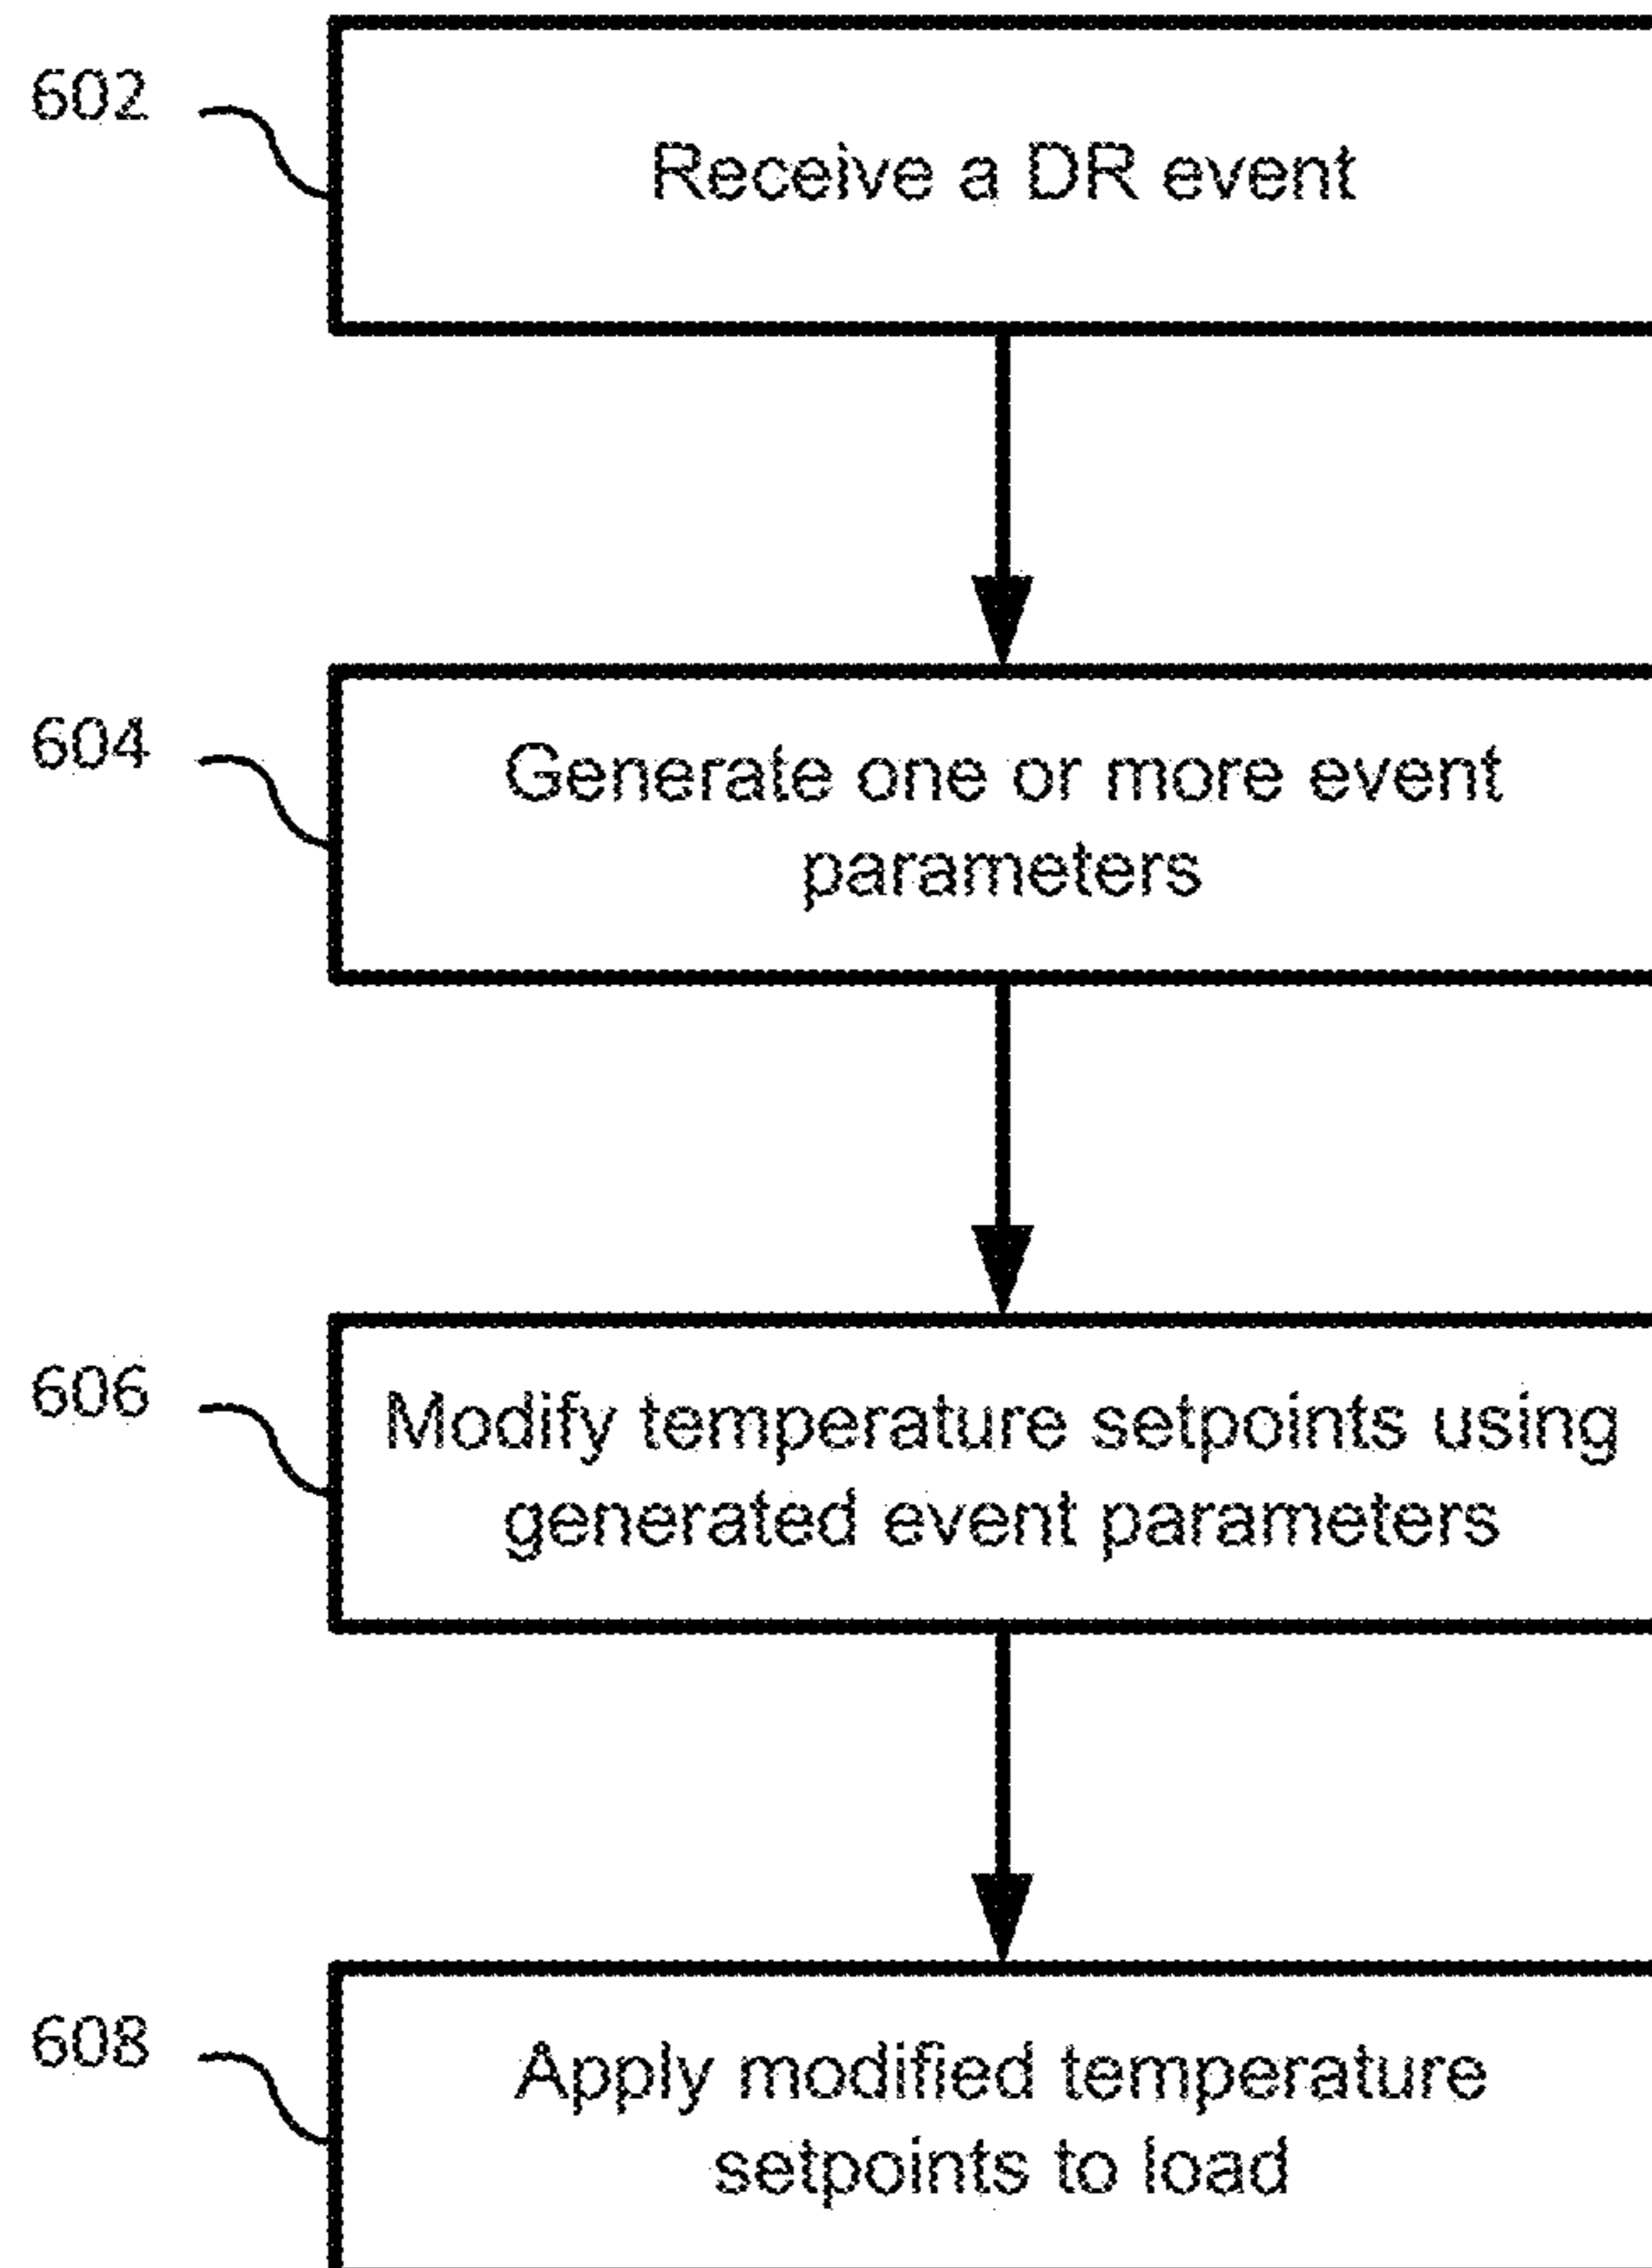 602
Receive a DR event
604
Generate one or more event
parameters
606
Modify temperature setpoints using
generated event parameters
608
Apply modified temperature
setpoints to load